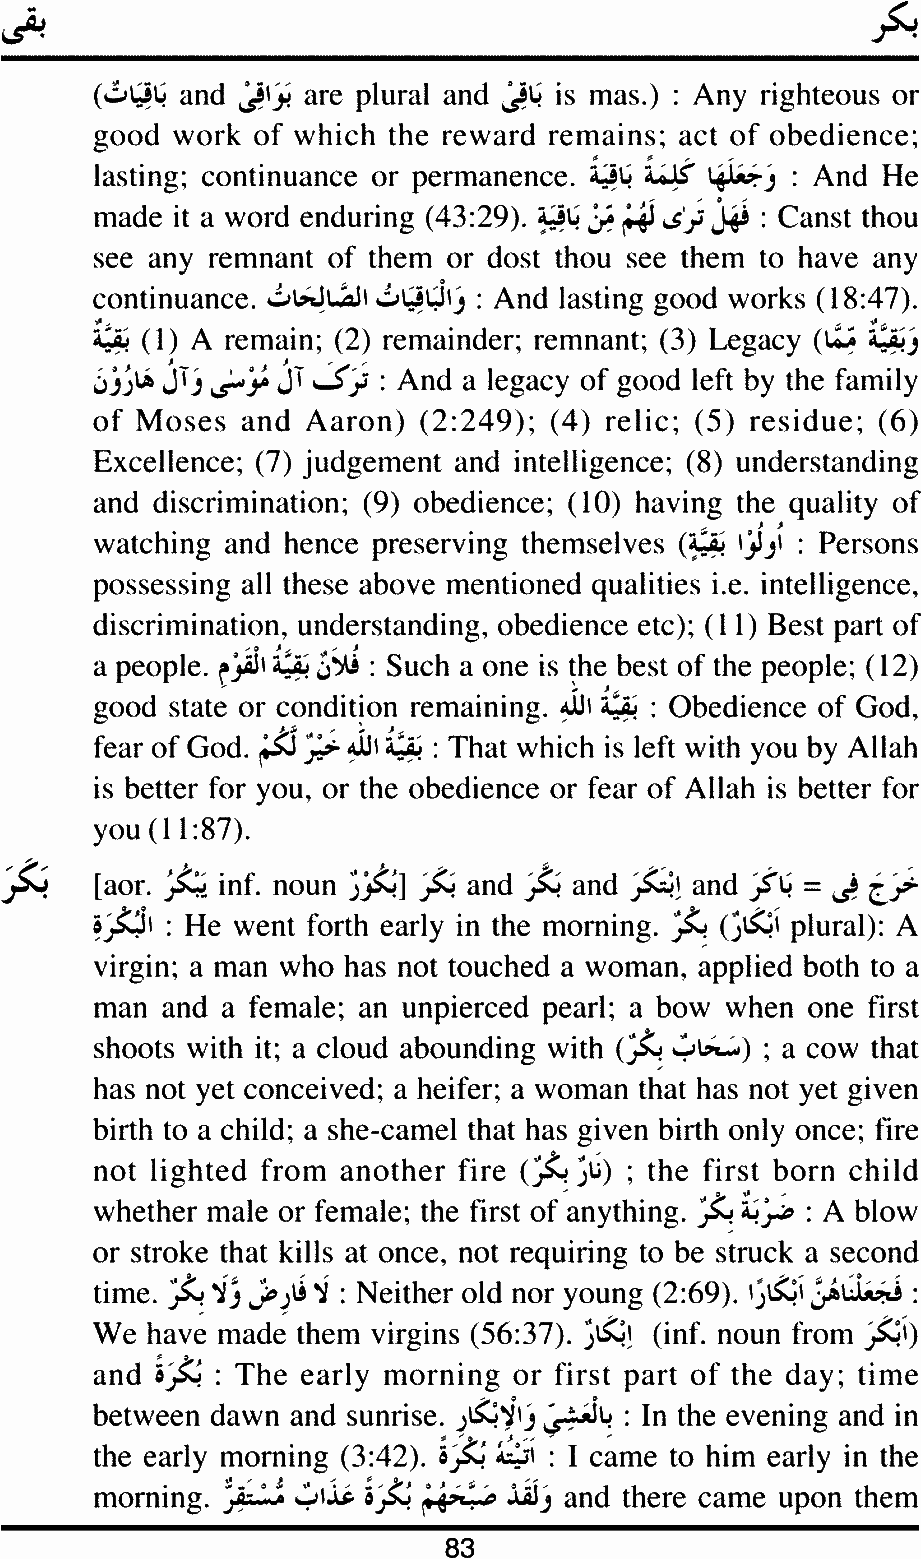 بقى بكر
(بَاقِيَاتٌ and بَوَاقِىْ are plural and بَاقِىْ is mas.) : Any righteous or
good work of which the reward remains; act of obedience;
lasting; continuance or permanence. وَجَعَلَهَا كَلِمَةً بَاقِيَةً : And He
made it a word enduring (43:29). فَهَلْ تَرٰى لَهُمْ مِّنْ بَاقِيَةٍ : Canst thou
see any remnant of them or dost thou see them to have any
continuance. وَالْبَاقِيَاتُ الصَّالِحَاتُ : And lasting good works (18:47).
بَقِيَّةٌ (1) A remain; (2) remainder; remnant; (3) Legacy (وَبَقِيَّةٌ مِّمَّا
تَرَكَ آلُ مُوْسٰى وَآلُ هَارُوْنَ : And a legacy of good left by the family
of Moses and Aaron) (2:249); (4) relic; (5) residue; (6)
Excellence; (7) judgement and intelligence; (8) understanding
and discrimination; (9) obedience; (10) having the quality of
watching and hence preserving themselves (اُولُوْا بَقِيَّةٍ : Persons
possessing all these above mentioned qualities i.e. intelligence,
discrimination, understanding, obedience etc); (11) Best part of
a people. فُلَانٌ بَقِيَّةُ الْقَوْمِ : Such a one is the best of the people; (12)
good state or condition remaining. بَقِيَّةُ اللّٰهِ : Obedience of God,
fear of God. بَقِيَّةُ اللّٰهِ خَيْرٌ لَّكُمْ : That which is left with you by Allah
is better for you, or the obedience or fear of Allah is better for
you (11:87).
بَكَرَ [aor. يَبْكُرُ inf. noun بُكُوْرٌ] بَكَرَ and بَكَّرَ and اِبْتَكَرَ and بَاكَرَ = خَرَجَ فِى
الْبُكْرَةِ : He went forth early in the morning. بِكْرٌ (اَبْكَارٌ plural): A
virgin; a man who has not touched a woman, applied both to a
man and a female; an unpierced pearl; a bow when one first
shoots with it; a cloud abounding with (سَحَابٌ بِكْرٌ) ; a cow that
has not yet conceived; a heifer; a woman that has not yet given
birth to a child; a she-camel that has given birth only once; fire
not lighted from another fire (نَارٌ بِكْرٌ) ; the first born child
whether male or female; the first of anything. ضَرْبَةٌ بِكْرٌ : A blow
or stroke that kills at once, not requiring to be struck a second
time. لَا فَارِضٌ وَّلَا بِكْرٌ : Neither old nor young (2:69). فَجَعَلْنَاهُنَّ اَبْكَارًا :
We have made them virgins (56:37). اِبْكَارٌ (inf. noun from اَبْكَرَ)
and بُكْرَةً : The early morning or first part of the day; time
between dawn and sunrise. بِالْعَشِىِّ وَالْاِبْكَارِ : In the evening and in
the early morning (3:42). اَتَيْتُهُ بُكْرَةً : I came to him early in the
morning. وَلَقَدْ صَبَّحَهُمْ بُكْرَةً عَذَابٌ مُّسْتَقِرٌّ and there came upon them
83